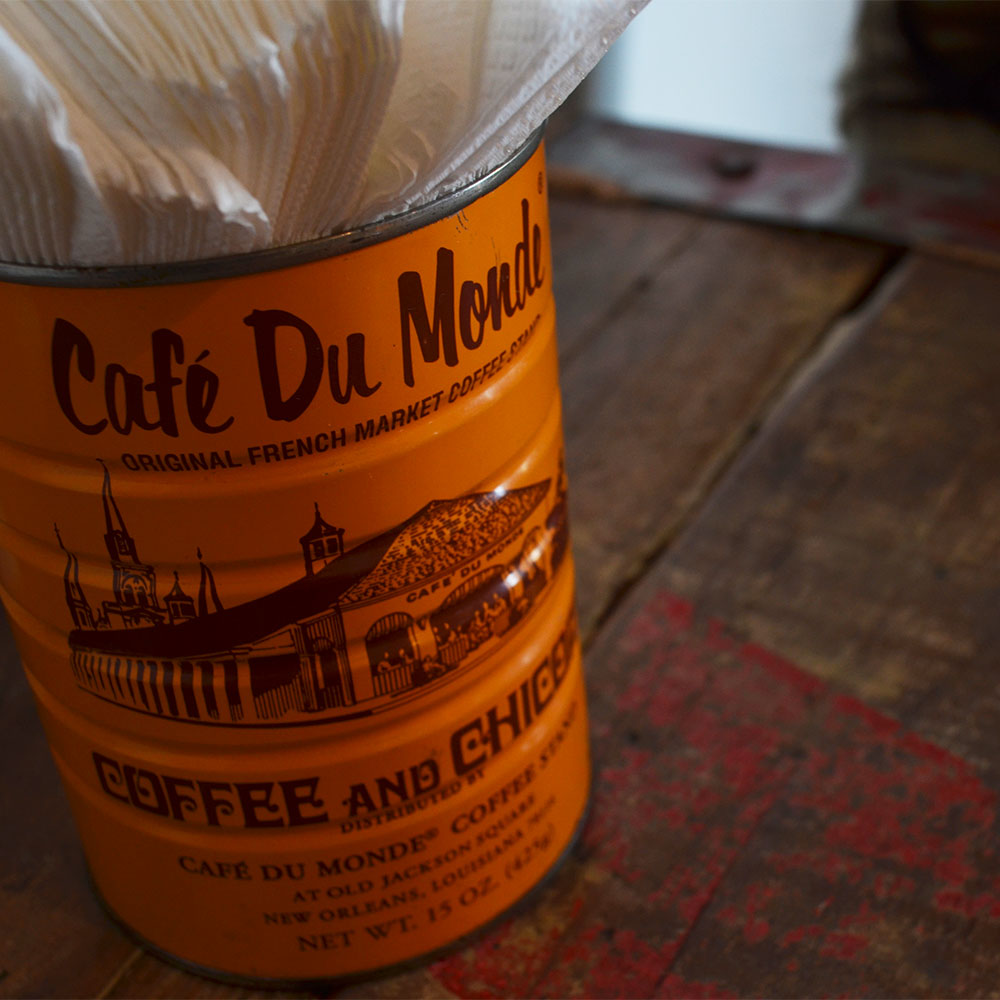 ®
Café Du Monde
ORIGINAL FRENCH MARKET COFFEE STAND
CAFE DU MONDE
COFFEE AND
DISTRIBUTED BY
CAFÉ DU MONDE® COFFEE STAND
AT OLD JACKSON SQUARE
NEW ORLEANS, LOUISIANA
NET WT. 15 OZ. (425g)